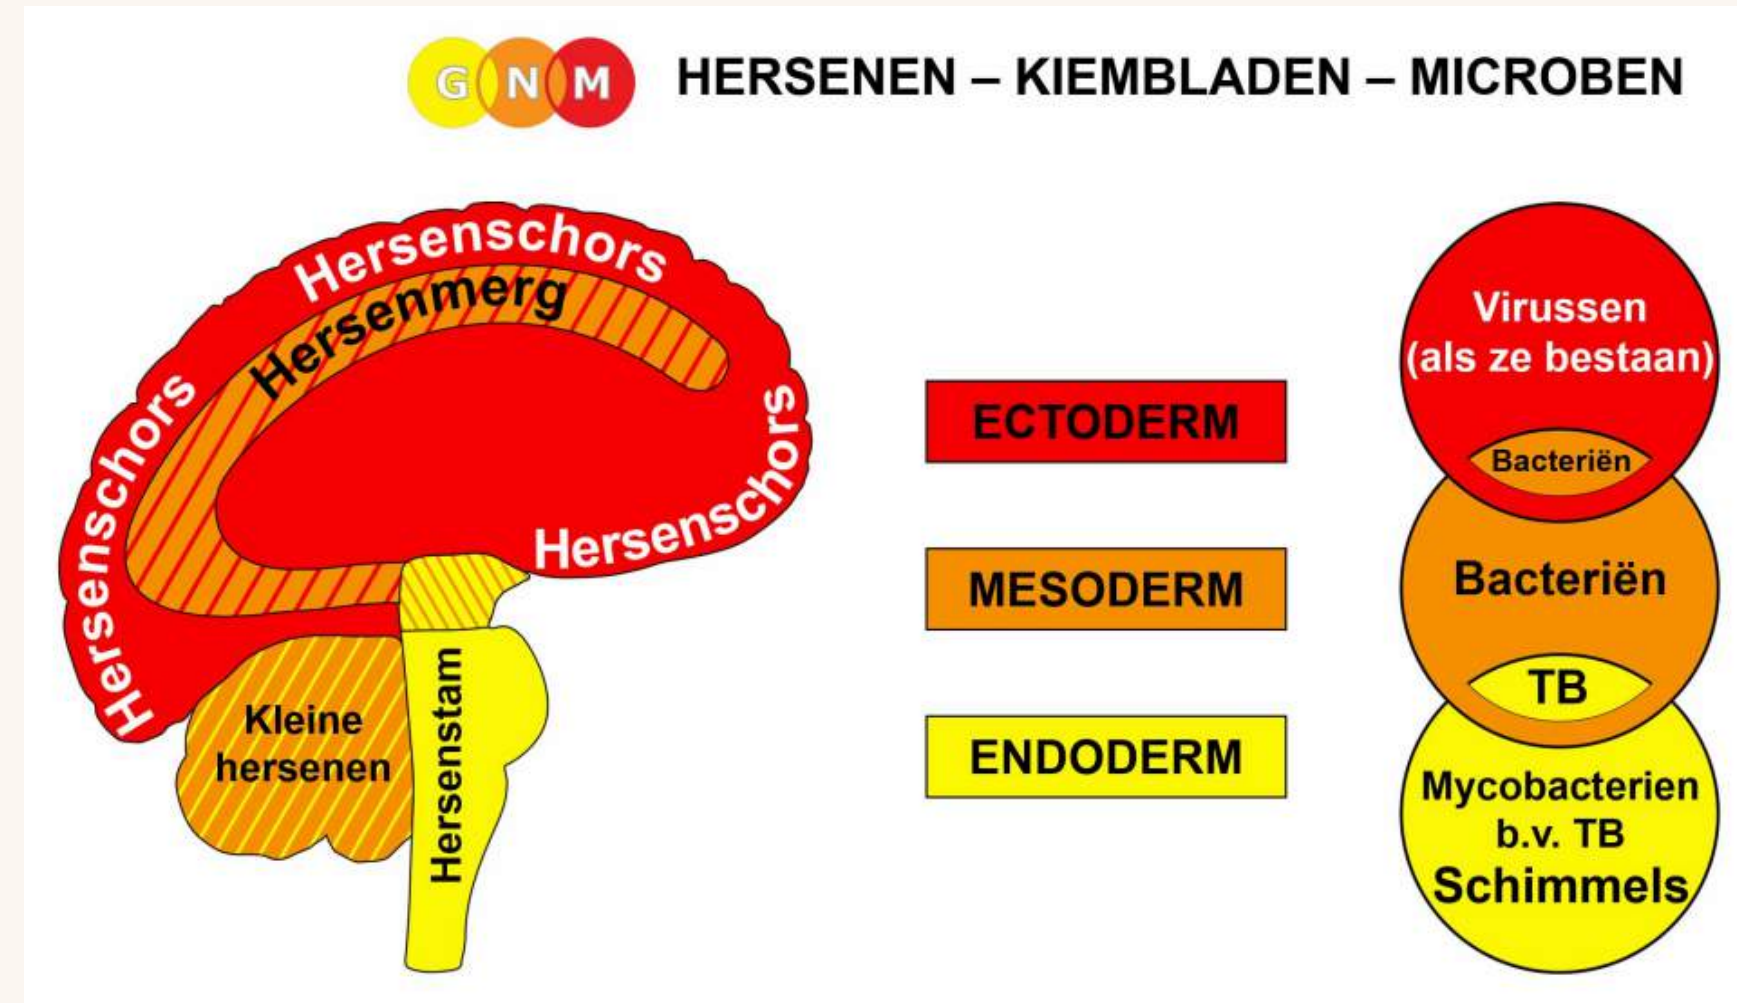 GNM
HERSENEN – KIEMBLADEN – MICROBEN
Hersenschors
Hersenmerg
Hersenschors
Hersenschors
Hersenschors
Kleine
hersenen
Hersenstam
ECTODERM
MESODERM
ENDODERM
Virussen
(als ze bestaan)
Bacteriën
Bacteriën
TB
Mycobacterien
b.v. TB
Schimmels